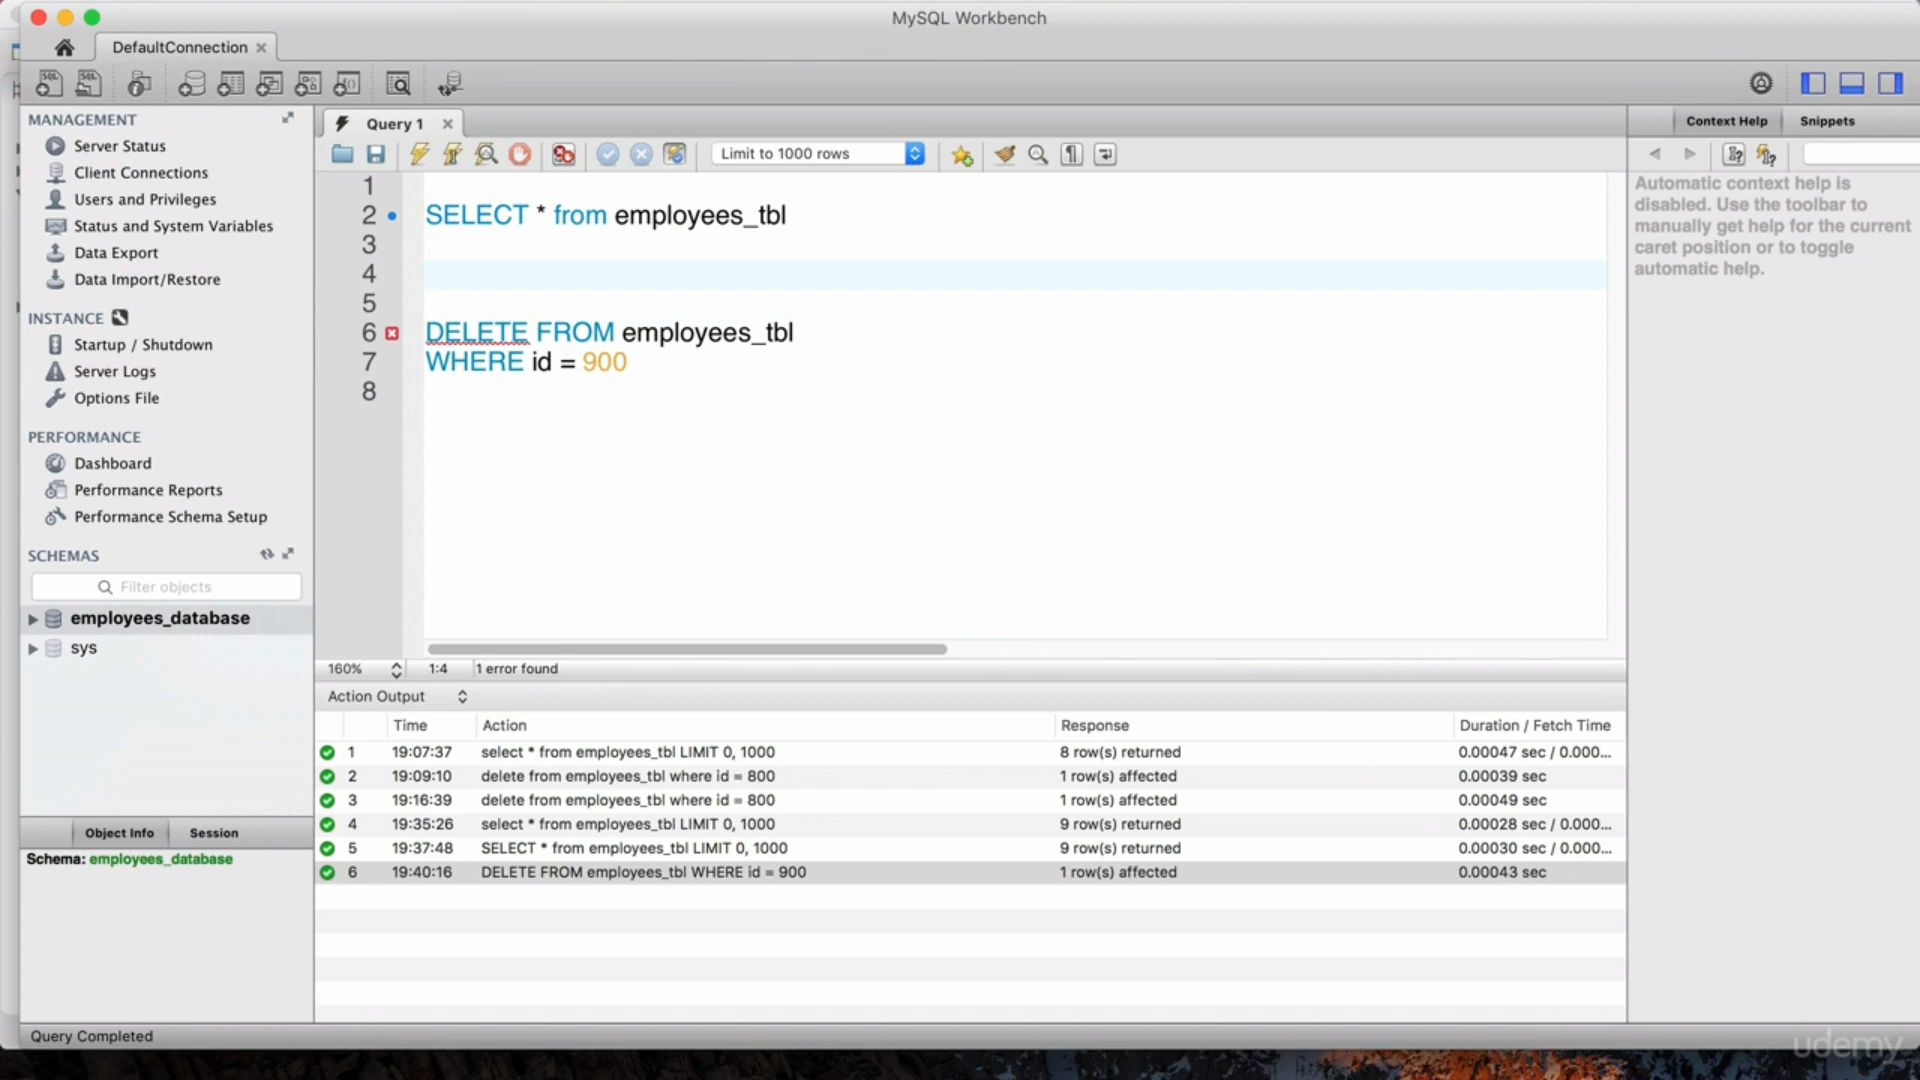 MySQL Workbench
DefaultConnection
MANAGEMENT
Server Status
Client Connections
Users and Privileges
Status and System Variables
Data Export
Data Import/Restore
INSTANCE
Startup / Shutdown
Server Logs
Options File
PERFORMANCE
Dashboard
Performance Reports
Performance Schema Setup
SCHEMAS
Filter objects
employees_database
sys
Object Info Session
Schema: employees_database
Query 1
Limit to 1000 rows
1
2 SELECT * from employees_tbl
3
4
5
6 DELETE FROM employees_tbl
7 WHERE id = 900
8
160% 1:4 1 error found
Action Output
Time Action Response Duration / Fetch Time
1 19:07:37 select * from employees_tbl LIMIT 0, 1000 8 row(s) returned 0.00047 sec / 0.000...
2 19:09:10 delete from employees_tbl where id = 800 1 row(s) affected 0.00039 sec
3 19:16:39 delete from employees_tbl where id = 800 1 row(s) affected 0.00049 sec
4 19:35:26 select * from employees_tbl LIMIT 0, 1000 9 row(s) returned 0.00028 sec / 0.000...
5 19:37:48 SELECT * from employees_tbl LIMIT 0, 1000 9 row(s) returned 0.00030 sec / 0.000...
6 19:40:16 DELETE FROM employees_tbl WHERE id = 900 1 row(s) affected 0.00043 sec
Context Help Snippets
Automatic context help is
disabled. Use the toolbar to
manually get help for the current
caret position or to toggle
automatic help.
Query Completed
udemy